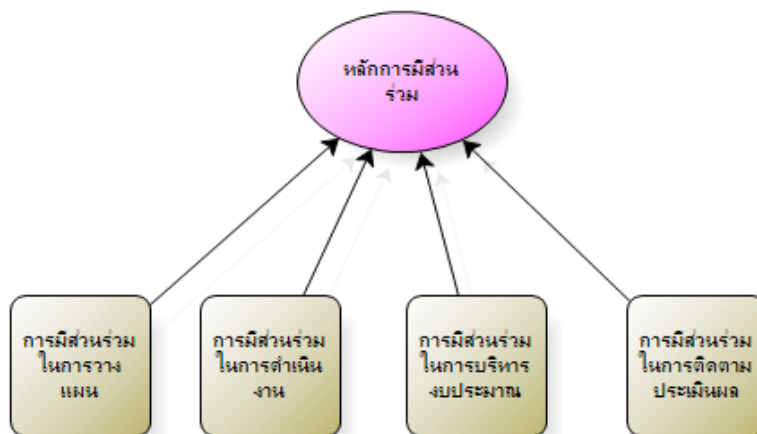 หลักการมีส่วน
ร่วม
การมีส่วนร่วม
ในการวาง
แผน
การมีส่วนร่วม
ในการดำเนิน
งาน
การมีส่วนร่วม
ในการบริหาร
งบประมาณ
การมีส่วนร่วม
ในการติดตาม
ประเมินผล